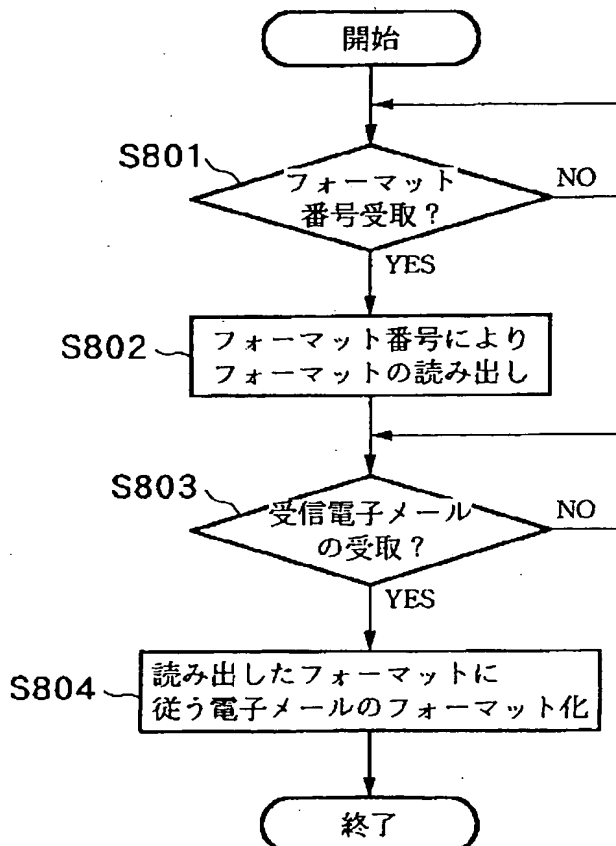 開始
S801
フォーマット
番号受取？
NO
YES
S802
フォーマット番号により
フォーマットの読み出し
S803
受信電子メール
の受取？
NO
YES
S804
読み出したフォーマットに
従う電子メールのフォーマット化
終了